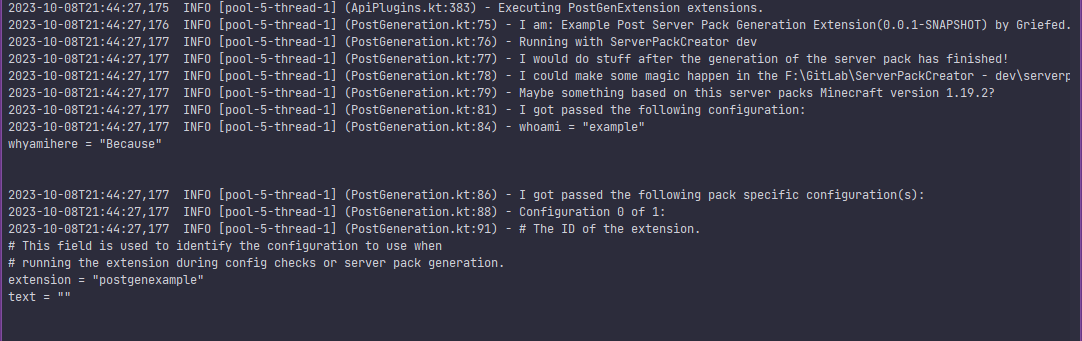 2023-10-08T21:44:27,175  INFO [pool-5-thread-1] (ApiPlugins.kt:383) - Executing PostGenExtension extensions.
2023-10-08T21:44:27,176  INFO [pool-5-thread-1] (PostGeneration.kt:75) - I am: Example Post Server Pack Generation Extension(0.0.1-SNAPSHOT) by Griefed.
2023-10-08T21:44:27,177  INFO [pool-5-thread-1] (PostGeneration.kt:76) - Running with ServerPackCreator dev
2023-10-08T21:44:27,177  INFO [pool-5-thread-1] (PostGeneration.kt:77) - I would do stuff after the generation of the server pack has finished!
2023-10-08T21:44:27,177  INFO [pool-5-thread-1] (PostGeneration.kt:78) - I could make some magic happen in the F:\GitLab\ServerPackCreator - dev\serverp
2023-10-08T21:44:27,177  INFO [pool-5-thread-1] (PostGeneration.kt:79) - Maybe something based on this server packs Minecraft version 1.19.2?
2023-10-08T21:44:27,177  INFO [pool-5-thread-1] (PostGeneration.kt:81) - I got passed the following configuration:
2023-10-08T21:44:27,177  INFO [pool-5-thread-1] (PostGeneration.kt:84) - whoami = "example"
whyamihere = "Because"
2023-10-08T21:44:27,177  INFO [pool-5-thread-1] (PostGeneration.kt:86) - I got passed the following pack specific configuration(s):
2023-10-08T21:44:27,177  INFO [pool-5-thread-1] (PostGeneration.kt:88) - Configuration 0 of 1:
2023-10-08T21:44:27,177  INFO [pool-5-thread-1] (PostGeneration.kt:91) - # The ID of the extension.
# This field is used to identify the configuration to use when
# running the extension during config checks or server pack generation.
extension = "postgenexample"
text = ""